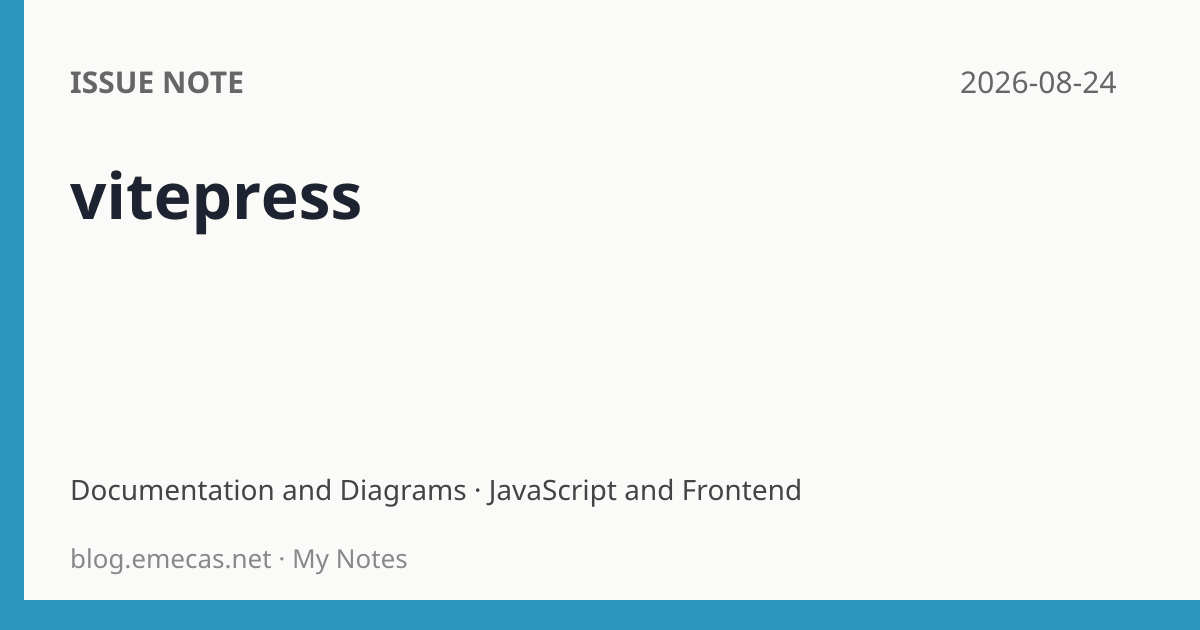 ISSUE NOTE
2026-08-24
vitepress
Documentation and Diagrams · JavaScript and Frontend
blog.emecas.net · My Notes